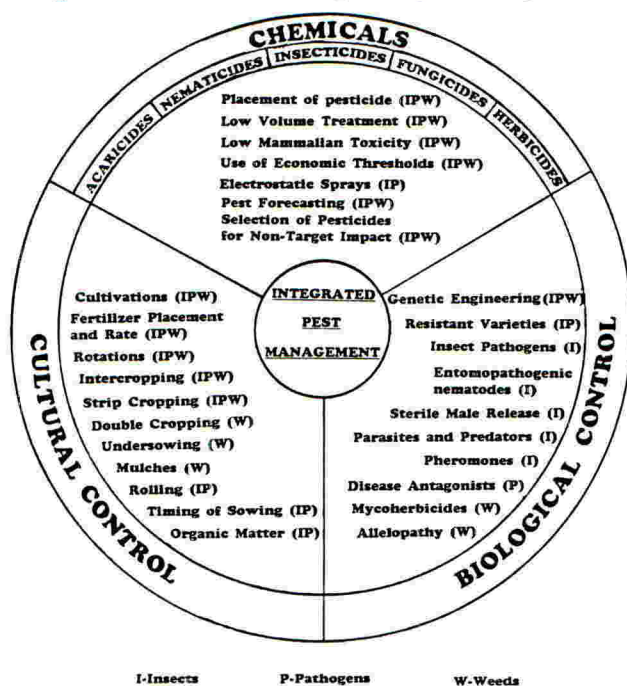 CHEMICALS
ACARICIDES
NEMATICIDES
INSECTICIDES
FUNGICIDES
HERBICIDES
Placement of pesticide (IPW)
Low Volume Treatment (IPW)
Low Mammalian Toxicity (IPW)
Use of Economic Thresholds (IPW)
Electrostatic Sprays (IP)
Pest Forecasting (IPW)
Selection of Pesticides
for Non-Target Impact (IPW)
INTEGRATED
PEST
MANAGEMENT
CULTURAL CONTROL
Cultivations (IPW)
Fertilizer Placement
and Rate (IPW)
Rotations (IPW)
Intercropping (IPW)
Strip Cropping (IPW)
Double Cropping (W)
Undersowing (W)
Mulches (W)
Rolling (IP)
Timing of Sowing (IP)
Organic Matter (IP)
BIOLOGICAL CONTROL
Genetic Engineering (IPW)
Resistant Varieties (IP)
Insect Pathogens (I)
Entomopathogenic
nematodes (I)
Sterile Male Release (I)
Parasites and Predators (I)
Pheromones (I)
Disease Antagonists (P)
Mycoherbicides (W)
Allelopathy (W)
I-Insects P-Pathogens W-Weeds